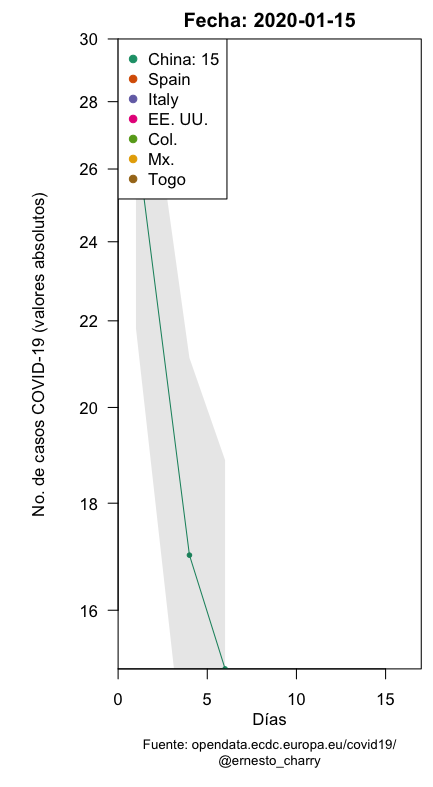 Fecha: 2020-01-15
No. de casos COVID-19 (valores absolutos)
30
28
26
24
22
20
18
16
China: 15
Spain
Italy
EE. UU.
Col.
Mx.
Togo
0 5 10 15
Días
Fuente: opendata.ecdc.europa.eu/covid19/
@ernesto_charry